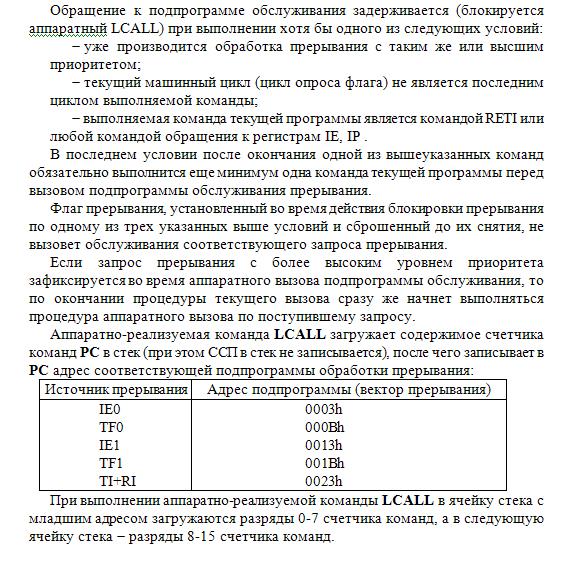 Обращение к подпрограмме обслуживания задерживается (блокируется
аппаратный LCALL) при выполнении хотя бы одного из следующих условий:
– уже производится обработка прерывания с таким же или высшим
приоритетом;
– текущий машинный цикл (цикл опроса флага) не является последним
циклом выполняемой команды;
– выполняемая команда текущей программы является командой RETI или
любой командой обращения к регистрам IE, IP .
В последнем условии после окончания одной из вышеуказанных команд
обязательно выполнится еще минимум одна команда текущей программы перед
вызовом подпрограммы обслуживания прерывания.
Флаг прерывания, установленный во время действия блокировки прерывания
по одному из трех указанных выше условий и сброшенный до их снятия, не
вызовет обслуживания соответствующего запроса прерывания.
Если запрос прерывания с более высоким уровнем приоритета
зафиксируется во время аппаратного вызова подпрограммы обслуживания, то
по окончании процедуры текущего вызова сразу же начнет выполняться
процедура аппаратного вызова по поступившему запросу.
Аппаратно-реализуемая команда LCALL загружает содержимое счетчика
команд PC в стек (при этом ССП в стек не записывается), после чего записывает в
PC адрес соответствующей подпрограммы обработки прерывания:
Источник прерывания Адрес подпрограммы (вектор прерывания)
IE0 0003h
TF0 000Bh
IE1 0013h
TF1 001Bh
TI+RI 0023h
При выполнении аппаратно-реализуемой команды LCALL в ячейку стека с
младшим адресом загружаются разряды 0-7 счетчика команд, а в следующую
ячейку стека – разряды 8-15 счетчика команд.